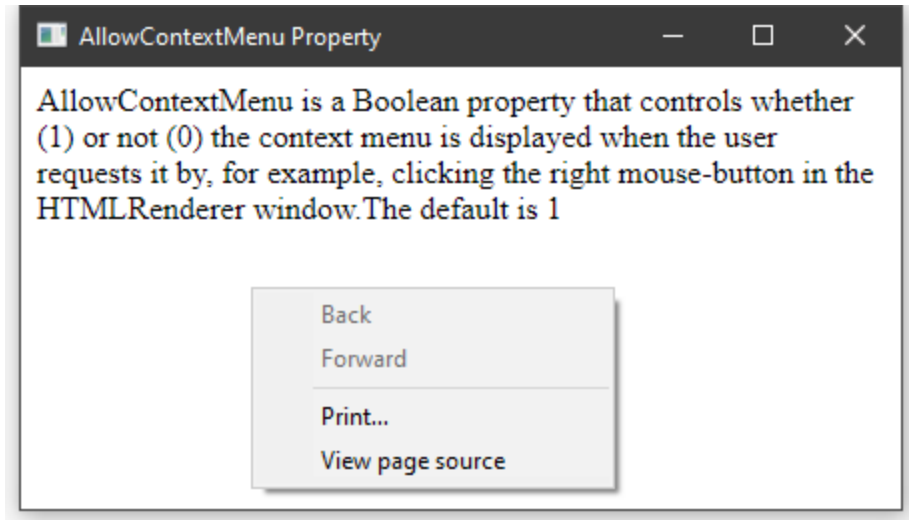 AllowContextMenu Property
AllowContextMenu is a Boolean property that controls whether
(1) or not (0) the context menu is displayed when the user
requests it by, for example, clicking the right mouse-button in the
HTMLRenderer window.The default is 1
Back
Forward
Print...
View page source